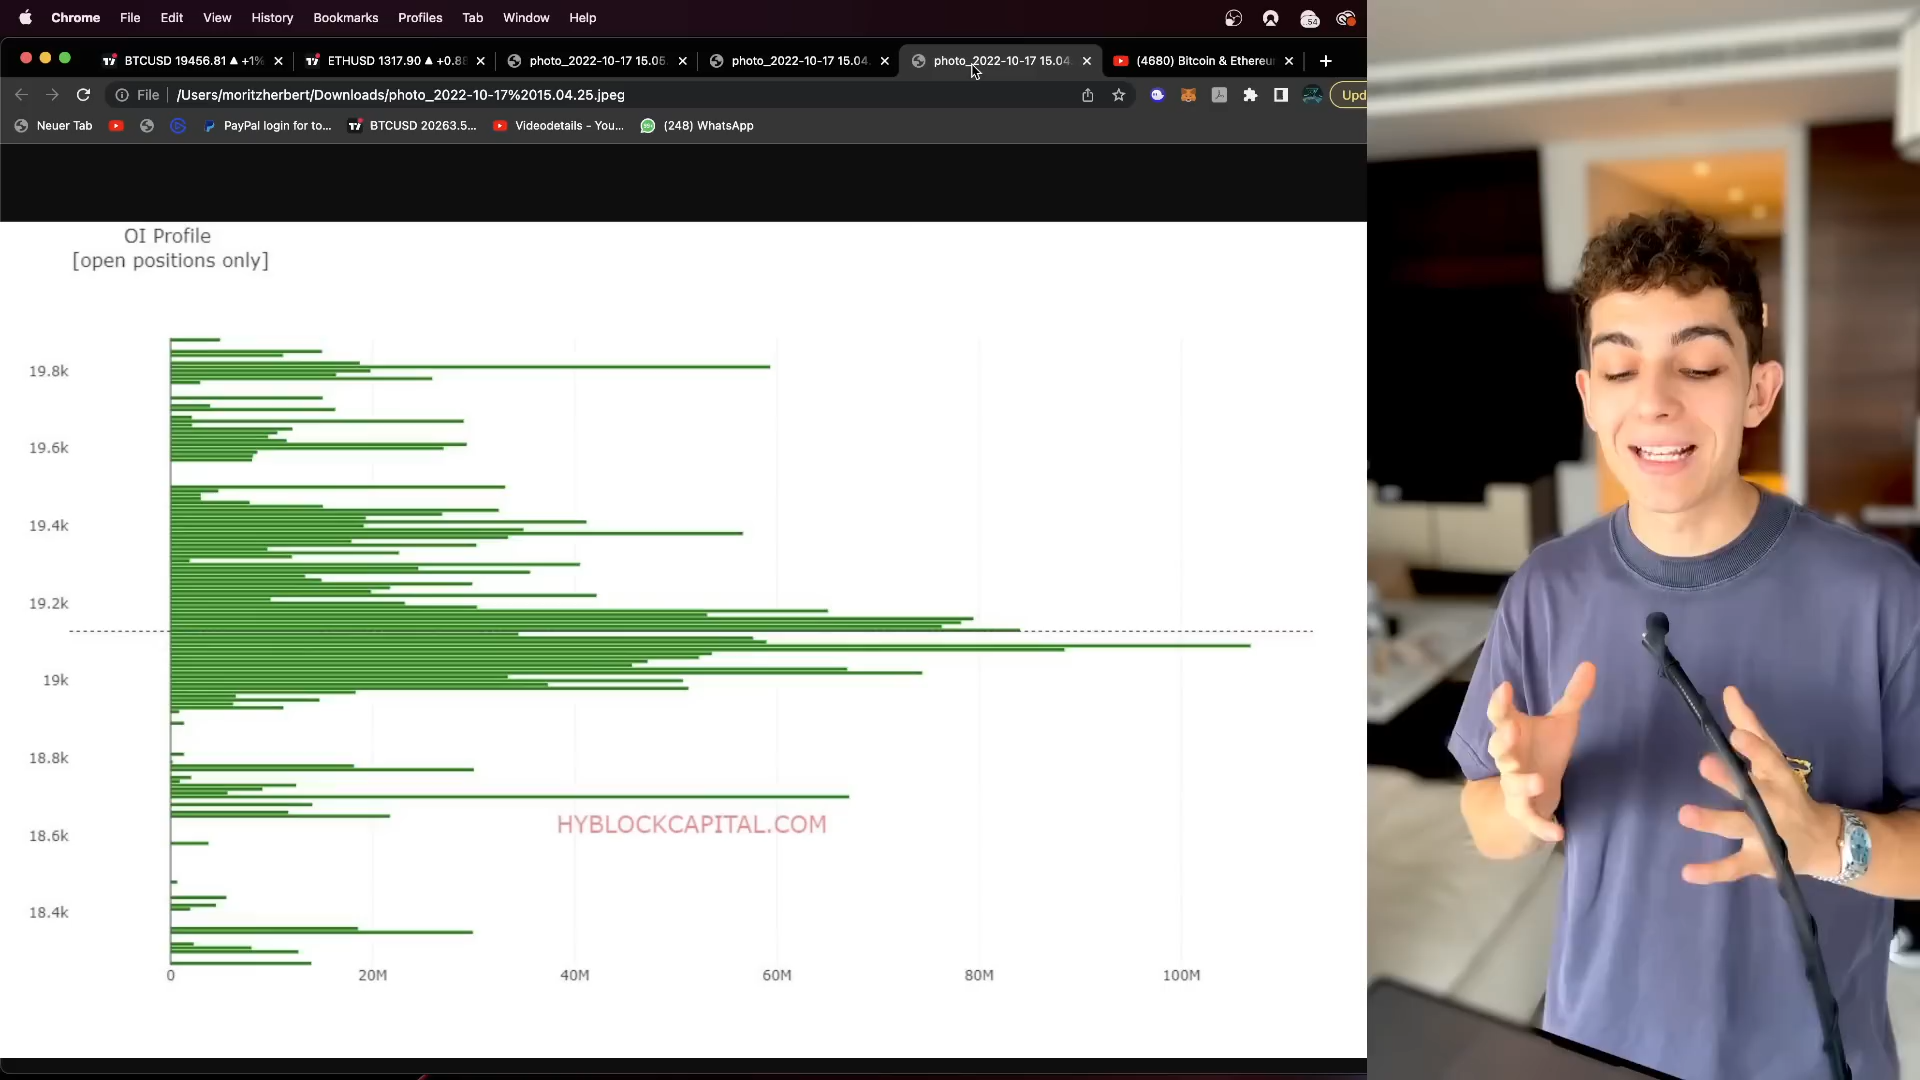 Chrome File Edit View History Bookmarks Profiles Tab Window Help
54
BTCUSD 19456.81 ▲ +1%
ETHUSD 1317.90 ▲ +0.88
photo_2022-10-17 15.05.
photo_2022-10-17 15.04.
photo_2022-10-17 15.04.
(4680) Bitcoin & Ethereu
File /Users/moritzherbert/Downloads/photo_2022-10-17%2015.04.25.jpeg
Upd
Neuer Tab
PayPal login for to...
BTCUSD 20263.5...
Videodetails – You...
(248) WhatsApp
OI Profile
[open positions only]
19.8k
19.6k
19.4k
19.2k
19k
18.8k
18.6k
18.4k
HYBLOCKCAPITAL.COM
0 20M 40M 60M 80M 100M